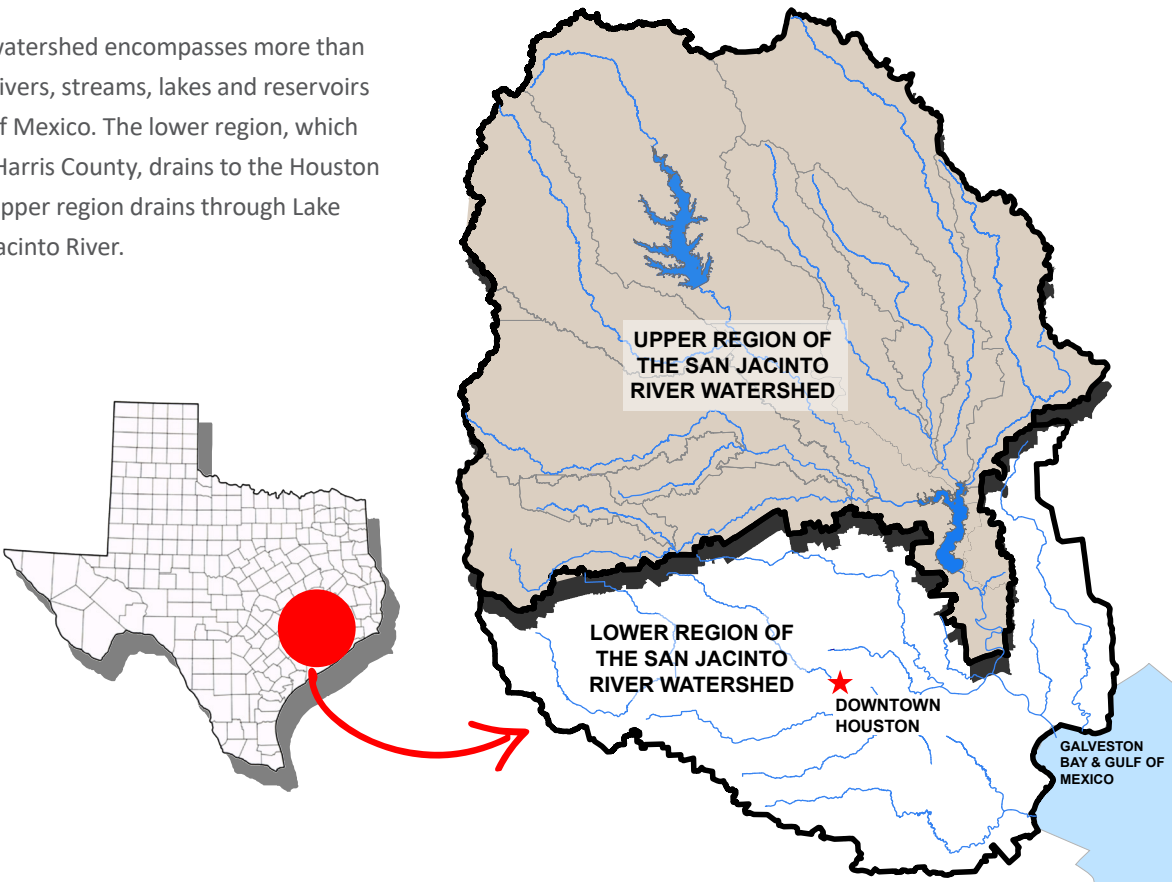 watershed encompasses more than
ivers, streams, lakes and reservoirs
f Mexico. The lower region, which
Harris County, drains to the Houston
pper region drains through Lake
acinto River.
UPPER REGION OF
THE SAN JACINTO
RIVER WATERSHED
LOWER REGION OF
THE SAN JACINTO
RIVER WATERSHED
DOWNTOWN
HOUSTON
GALVESTON
BAY & GULF OF
MEXICO